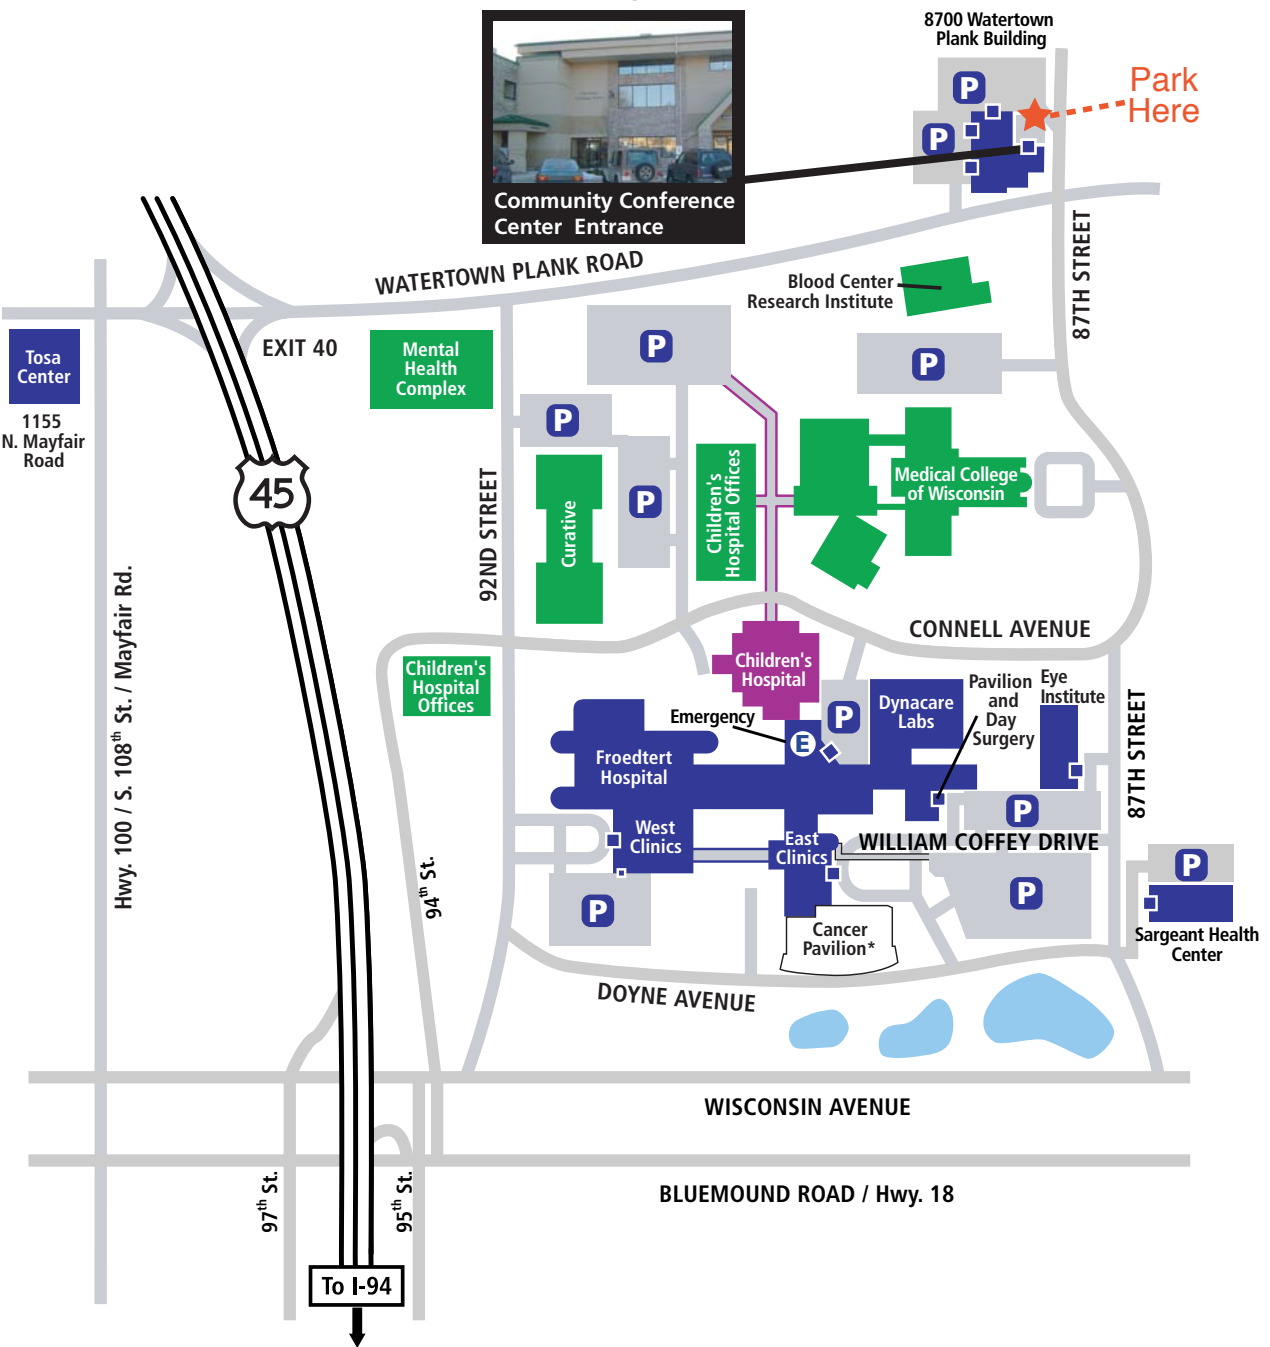 8700 Watertown
Plank Building
Park
Here
P
P
Community Conference
Center Entrance
WATERTOWN PLANK ROAD
87TH STREET
Blood Center
Research Institute
EXIT 40
Tosa
Center
1155
N. Mayfair
Road
Mental
Health
Complex
P
P
P
P
45
92ND STREET
Curative
Children's
Hospital Offices
Medical College
of Wisconsin
Hwy. 100 / S. 108th St. / Mayfair Rd.
CONNELL AVENUE
Children's
Hospital
Offices
Children's
Hospital
Emergency
E
P
Dynacare
Labs
Pavilion
and
Day
Surgery
Eye
Institute
87TH STREET
Froedtert
Hospital
West
Clinics
East
Clinics
P
WILLIAM COFFEY DRIVE
P
P
P
94th St.
Cancer
Pavilion*
Sargeant Health
Center
DOYNE AVENUE
WISCONSIN AVENUE
97th St.
95th St.
BLUEMOUND ROAD / Hwy. 18
To I-94